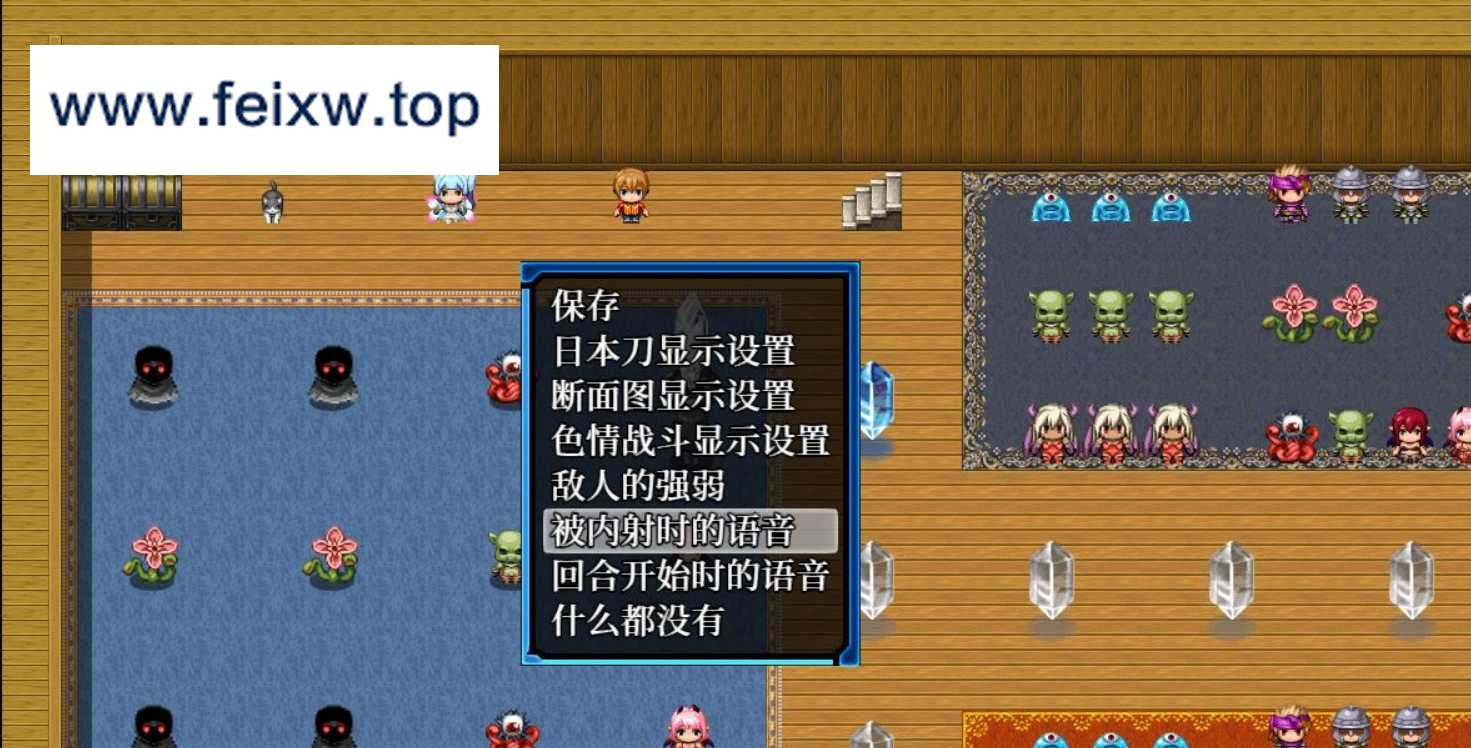 www.feixw.top
保存
日本刀显示设置
断面图显示设置
色情战斗显示设置
敌人的强弱
被内射时的语音
回合开始时的语音
什么都没有